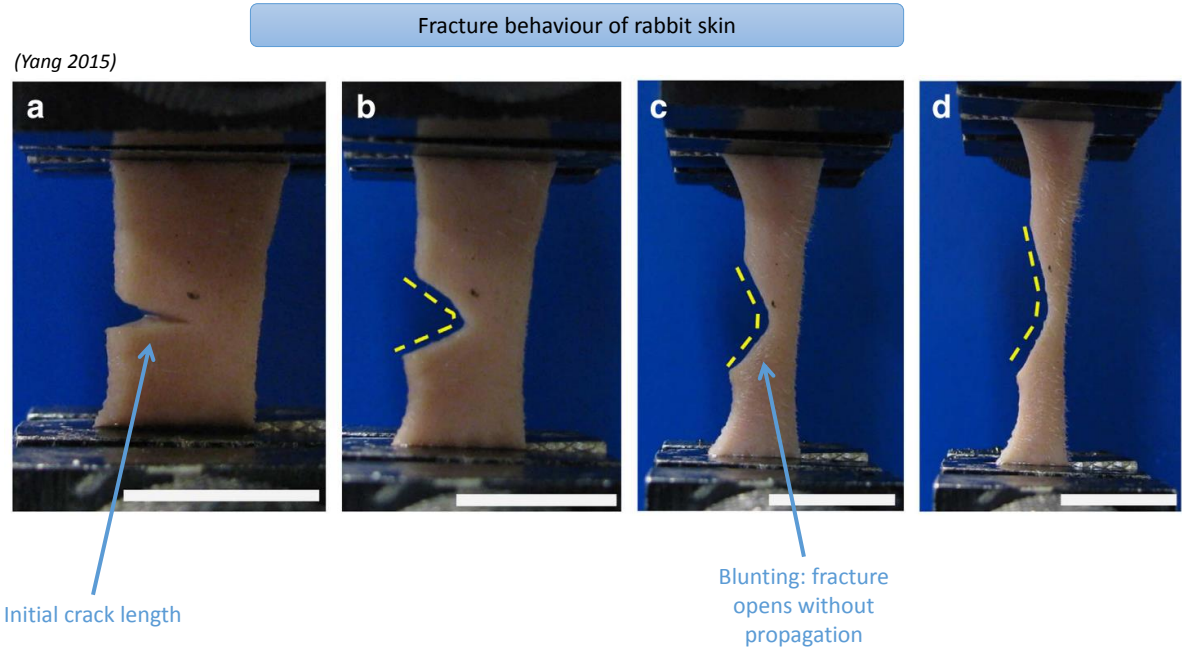 Fracture behaviour of rabbit skin
(Yang 2015)
a
b
c
d
Initial crack length
Blunting: fracture
opens without
propagation